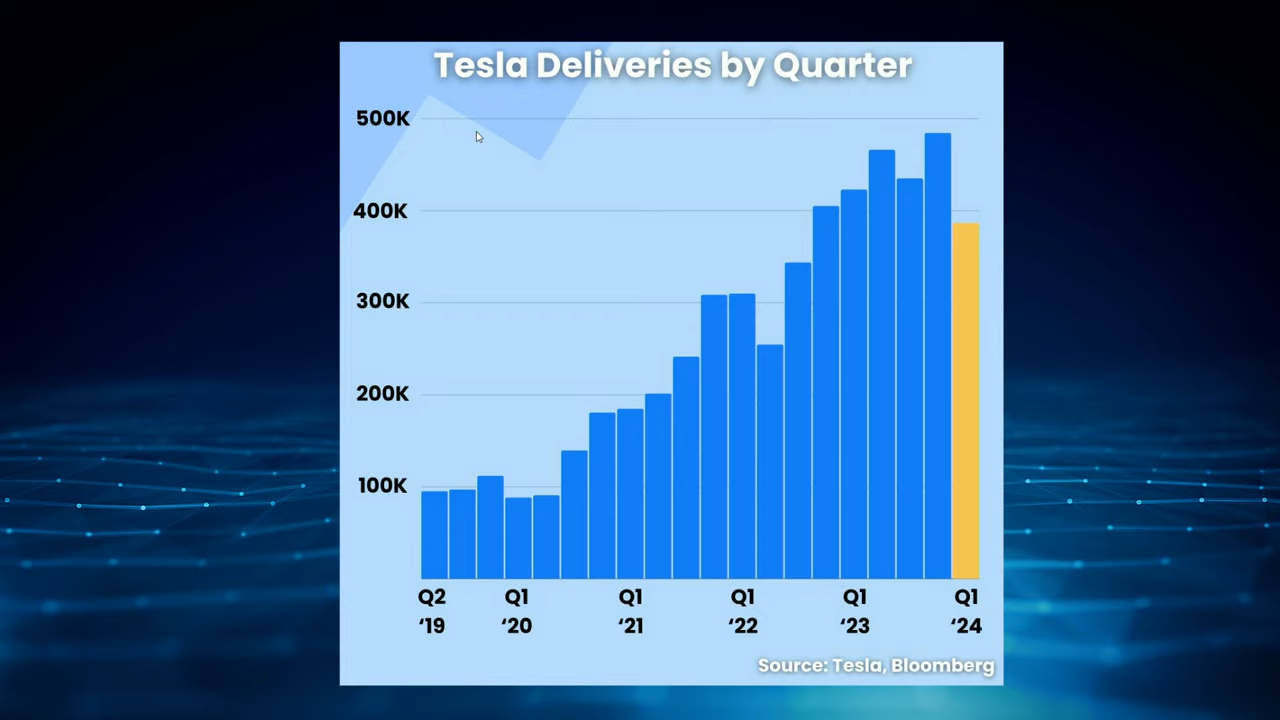 Tesla Deliveries by Quarter
500K
400K
300K
200K
100K
Q2 Q1 Q1 Q1 Q1 Q1
‘19 ‘20 ‘21 ‘22 ‘23 ‘24
Source: Tesla, Bloomberg